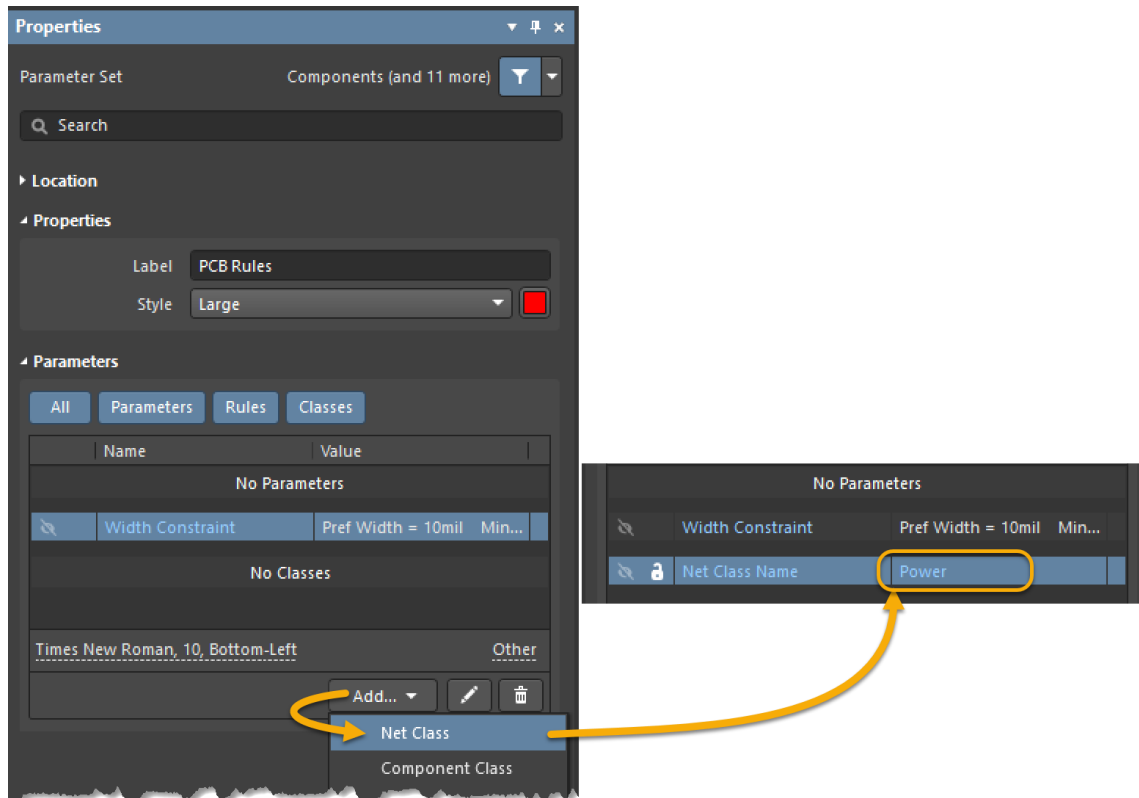 Properties
Parameter Set Components (and 11 more)
Search
Location
Properties
Label PCB Rules
Style Large
Parameters
All Parameters Rules Classes
Name Value
No Parameters
Width Constraint Pref Width = 10mil Min...
No Classes
Times New Roman, 10, Bottom-Left Other
Add...
Net Class
Component Class
No Parameters
Width Constraint Pref Width = 10mil Min...
Net Class Name Power